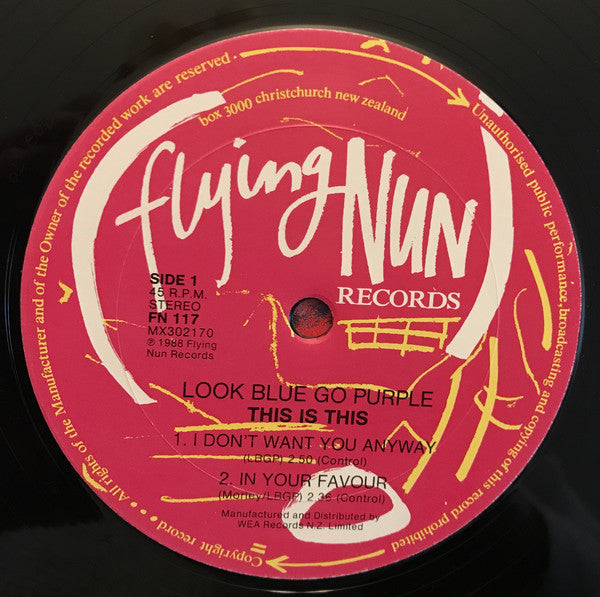 Copyright record • • • • All rights of the Manufacturer and of the Owner of the recorded work are reserved •
Unauthorised public performance, broadcasting and copying of this record prohibited
box 3000 christchurch new zealand
flying NUN
RECORDS
SIDE 1
45 R.P.M.
STEREO
FN 117
MX302170
℗ 1988 Flying
Nun Records
LOOK BLUE GO PURPLE
THIS IS THIS
1. I DON'T WANT YOU ANYWAY
(LBGP) 2.50 (Control)
2. IN YOUR FAVOUR
(Morley/LBGP) 2.36 (Control)
Manufactured and Distributed by
WEA Records N.Z. Limited